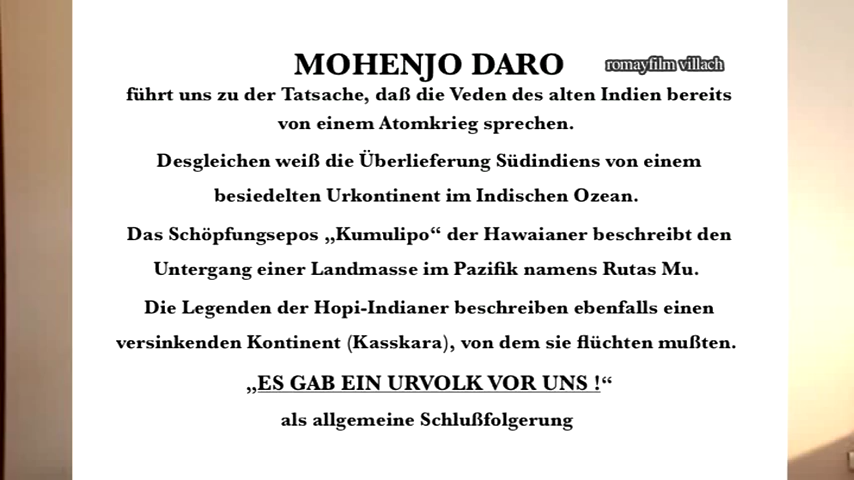 MOHENJO DARO
romayfilm villach
führt uns zu der Tatsache, daß die Veden des alten Indien bereits
von einem Atomkrieg sprechen.
Desgleichen weiß die Überlieferung Südindiens von einem
besiedelten Urkontinent im Indischen Ozean.
Das Schöpfungsepos „Kumulipo“ der Hawaianer beschreibt den
Untergang einer Landmasse im Pazifik namens Rutas Mu.
Die Legenden der Hopi-Indianer beschreiben ebenfalls einen
versinkenden Kontinent (Kasskara), von dem sie flüchten mußten.
„ES GAB EIN URVOLK VOR UNS !“
als allgemeine Schlußfolgerung